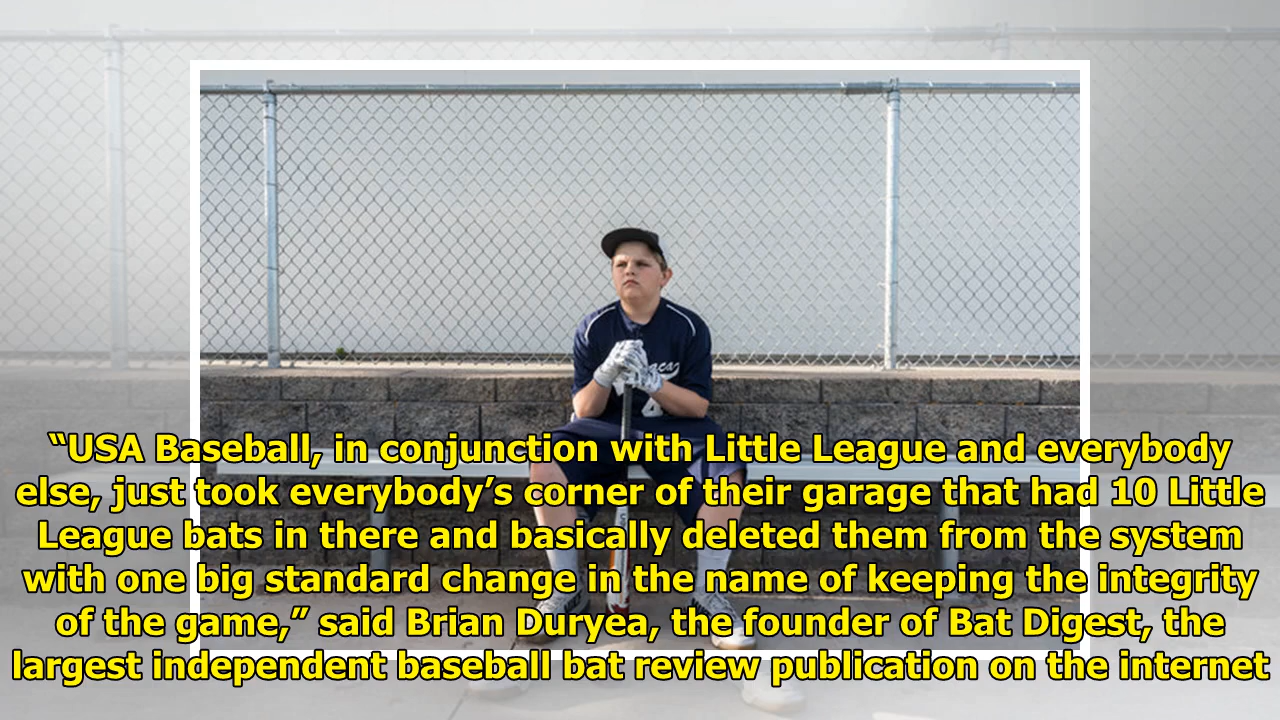 “USA Baseball, in conjunction with Little League and everybody
else, just took everybody’s corner of their garage that had 10 Little
League bats in there and basically deleted them from the system
with one big standard change in the name of keeping the integrity
of the game,” said Brian Duryea, the founder of Bat Digest, the
largest independent baseball bat review publication on the internet